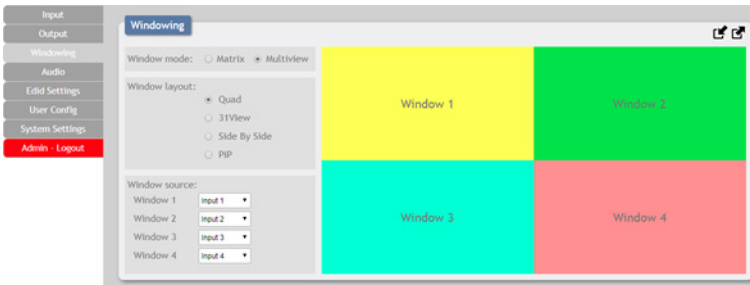 Input
Output
Windowing
Audio
Edid Settings
User Config
System Settings
Admin - Logout
Windowing
Window mode: Matrix Multiview
Window layout:
Quad
31View
Side By Side
PIP
Window source:
Window 1 Input 1
Window 2 Input 2
Window 3 Input 3
Window 4 Input 4
Window 1 Window 2
Window 3 Window 4